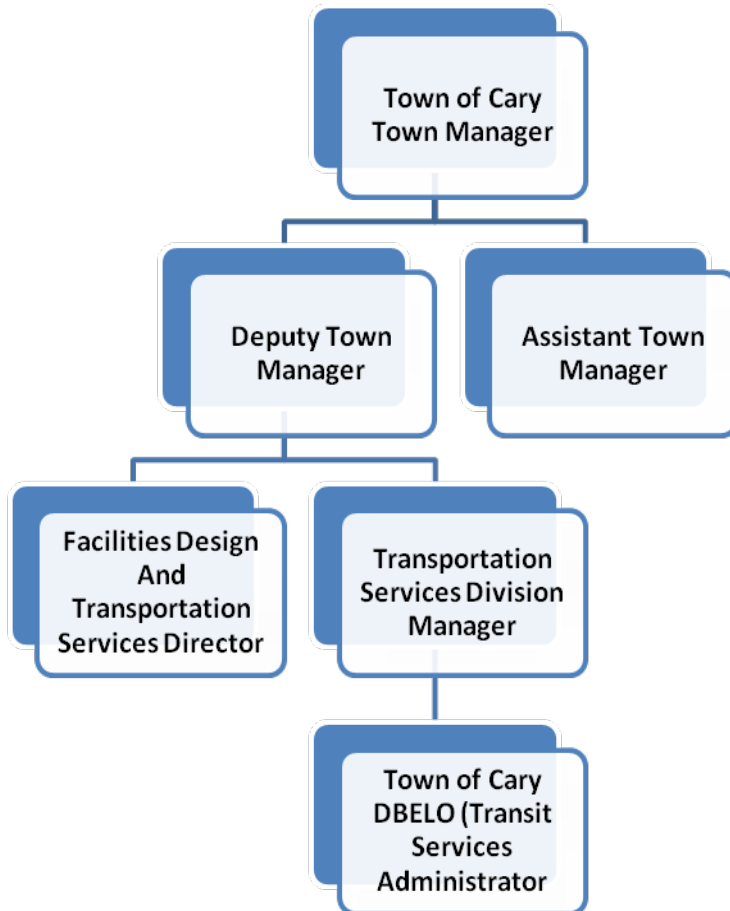 Town of Cary
Town Manager
Deputy Town
Manager
Assistant Town
Manager
Facilities Design
And
Transportation
Services Director
Transportation
Services Division
Manager
Town of Cary
DBELO (Transit
Services
Administrator